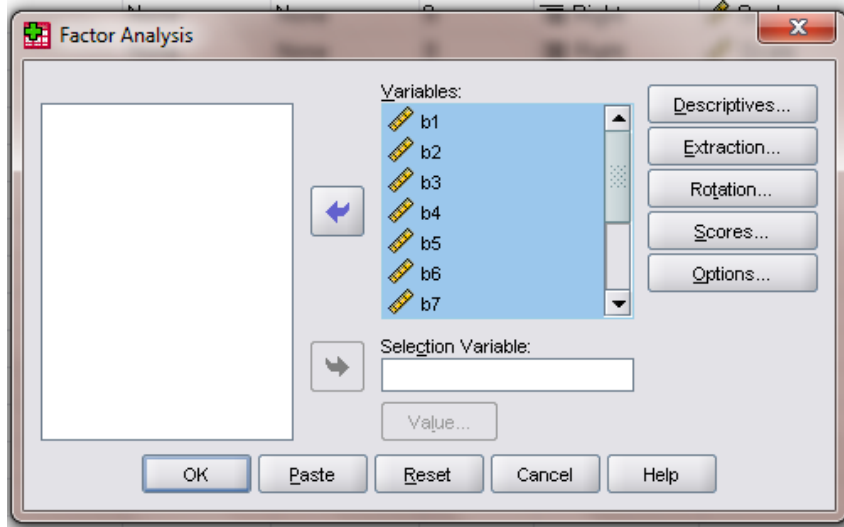 Factor Analysis
Variables:
b1
b2
b3
b4
b5
b6
b7
Descriptives...
Extraction...
Rotation...
Scores...
Options...
Selection Variable:
Value...
OK Paste Reset Cancel Help